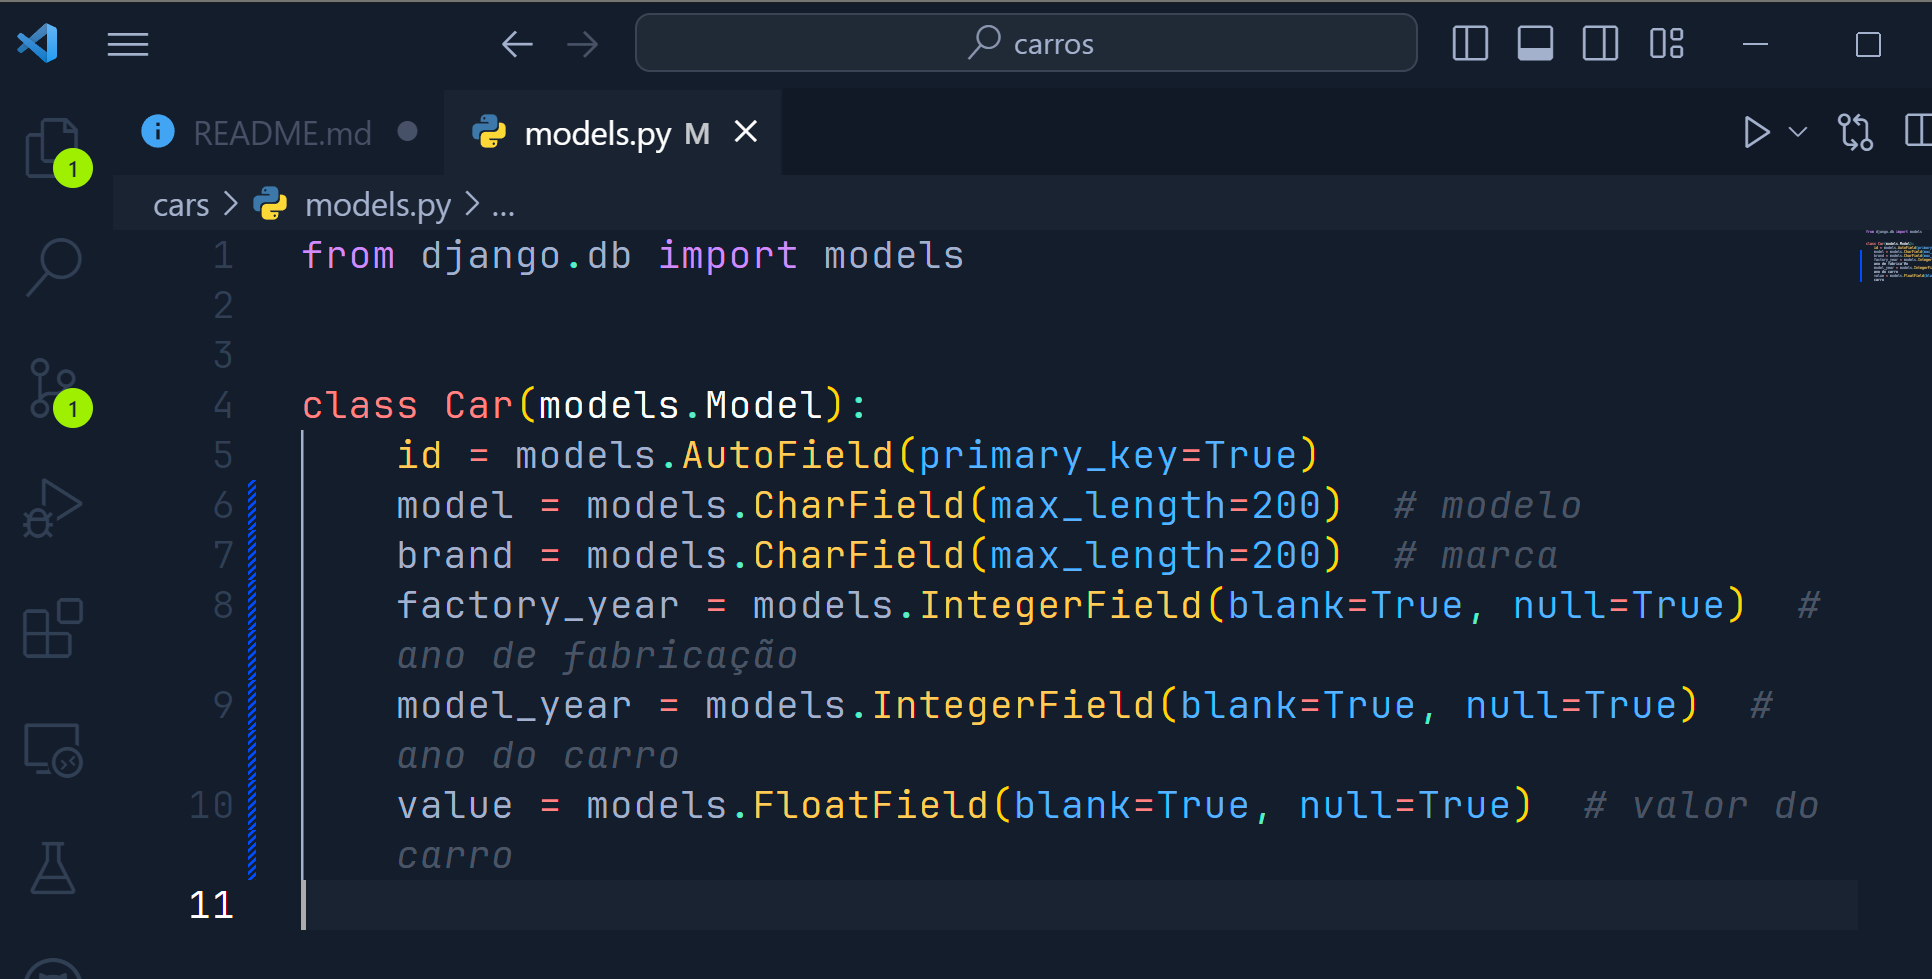 carros
README.md
models.py M
1
cars > models.py > ...
1 from django.db import models
2
3
4 class Car(models.Model):
5     id = models.AutoField(primary_key=True)
6     model = models.CharField(max_length=200)  # modelo
7     brand = models.CharField(max_length=200)  # marca
8     factory_year = models.IntegerField(blank=True, null=True)  #
ano de fabricação
9     model_year = models.IntegerField(blank=True, null=True)  #
ano do carro
10     value = models.FloatField(blank=True, null=True)  # valor do
carro
11
1